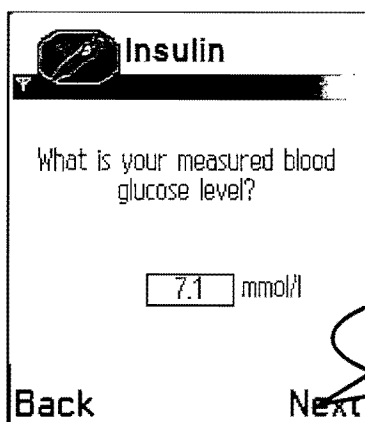 Insulin
What is your measured blood
glucose level?
7.1 mmol/l
Back Next